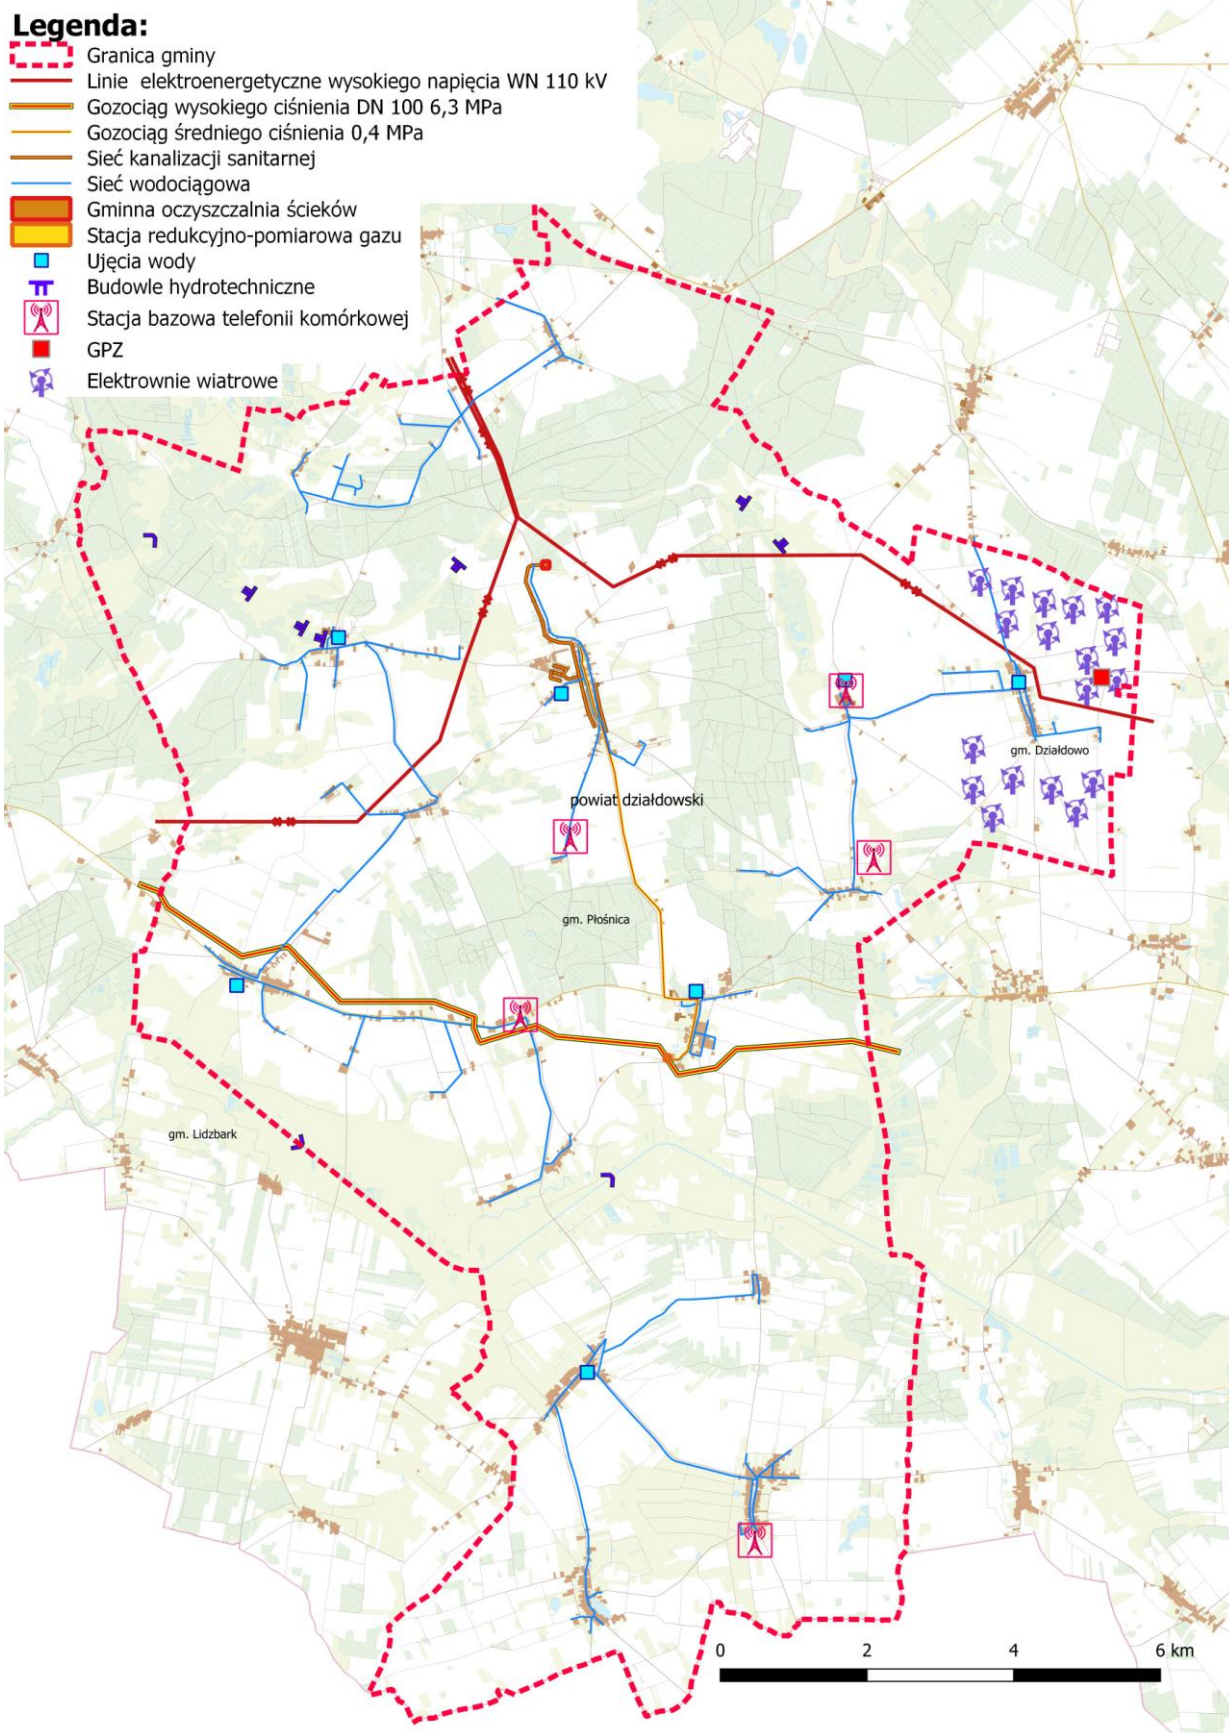 Legenda:
Granica gminy
Linie elektroenergetyczne wysokiego napięcia WN 110 kV
Gozociąg wysokiego ciśnienia DN 100 6,3 MPa
Gozociąg średniego ciśnienia 0,4 MPa
Sieć kanalizacji sanitarnej
Sieć wodociągowa
Gminna oczyszczalnia ścieków
Stacja redukcyjno-pomiarowa gazu
Ujęcia wody
Budowle hydrotechniczne
Stacja bazowa telefonii komórkowej
GPZ
Elektrownie wiatrowe
gm. Działdowo
powiat działdowski
gm. Płośnica
gm. Lidzbark
0 2 4 6 km